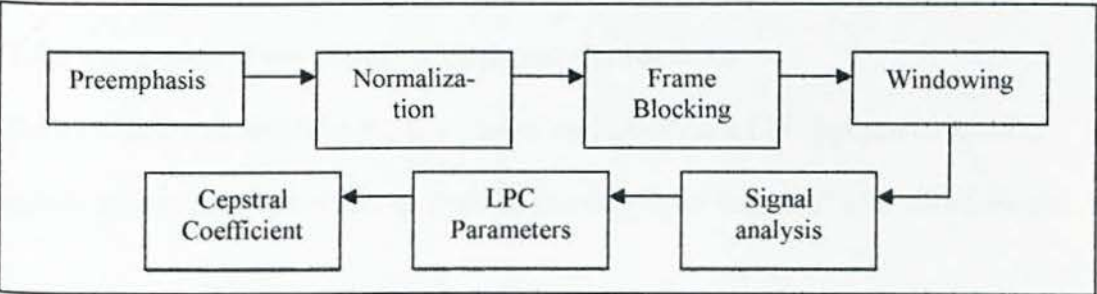 Preemphasis
Normaliza-
tion
Frame
Blocking
Windowing
Signal
analysis
LPC
Parameters
Cepstral
Coefficient